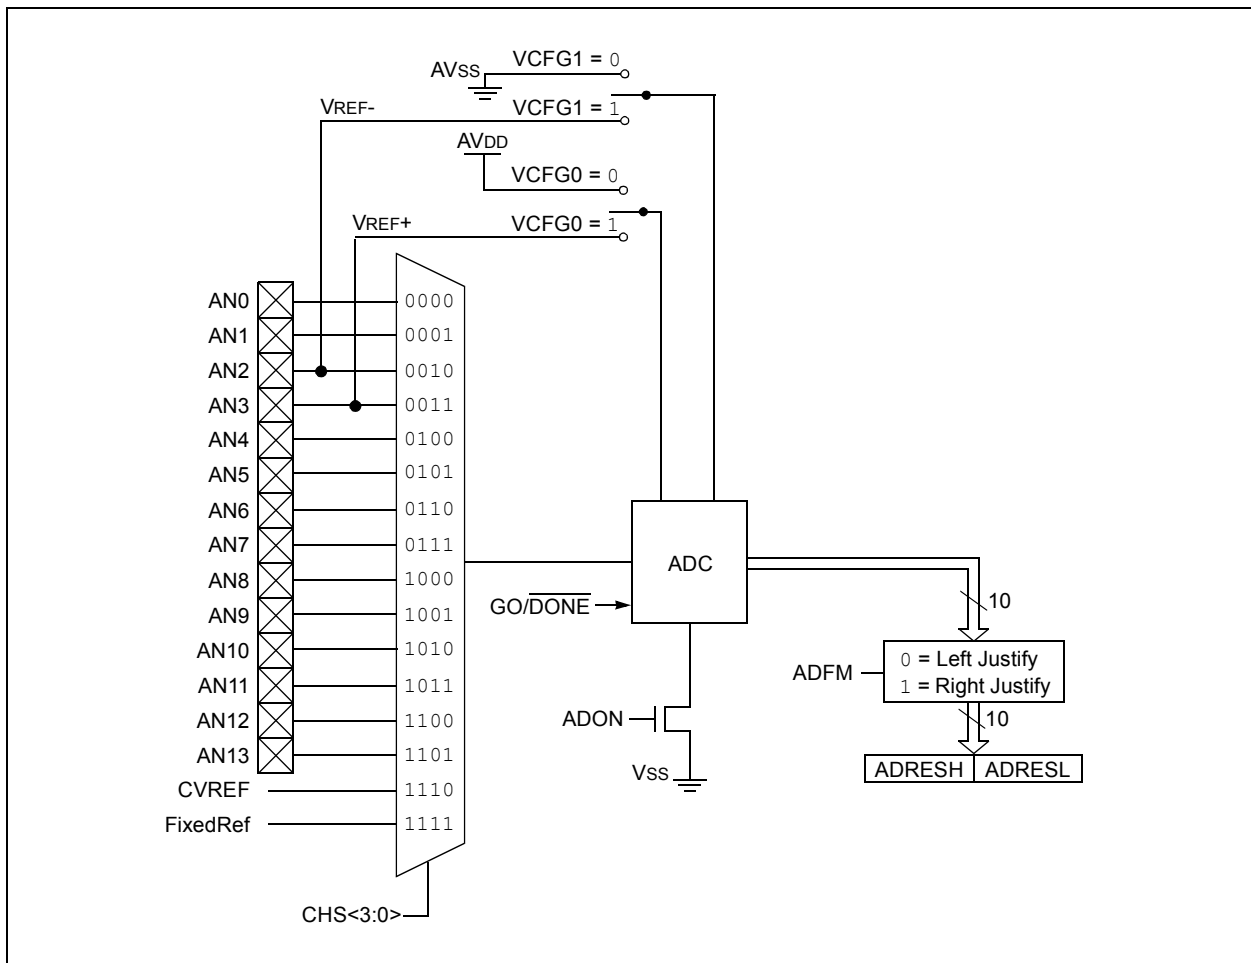 AVSS
VCFG1 = 0
VREF-
VCFG1 = 1
AVDD
VCFG0 = 0
VREF+
VCFG0 = 1
AN0
0000
AN1
0001
AN2
0010
AN3
0011
AN4
0100
AN5
0101
AN6
0110
AN7
0111
AN8
1000
AN9
1001
AN10
1010
AN11
1011
AN12
1100
AN13
1101
CVREF
1110
FixedRef
1111
CHS<3:0>
ADC
GO/DONE
ADON
VSS
10
ADFM
0 = Left Justify
1 = Right Justify
10
ADRESH ADRESL